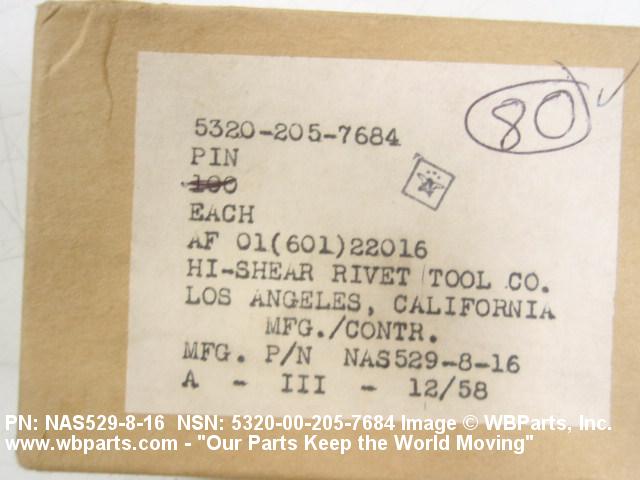 80
5320-205-7684
PIN
100
EACH
AF 01(601)22016
HI-SHEAR RIVET TOOL CO.
LOS ANGELES, CALIFORNIA
MFG./CONTR.
MFG. P/N NAS529-8-16
A - III - 12/58
PN: NAS529-8-16 NSN: 5320-00-205-7684 Image © WBParts, Inc.
www.wbparts.com - "Our Parts Keep the World Moving"